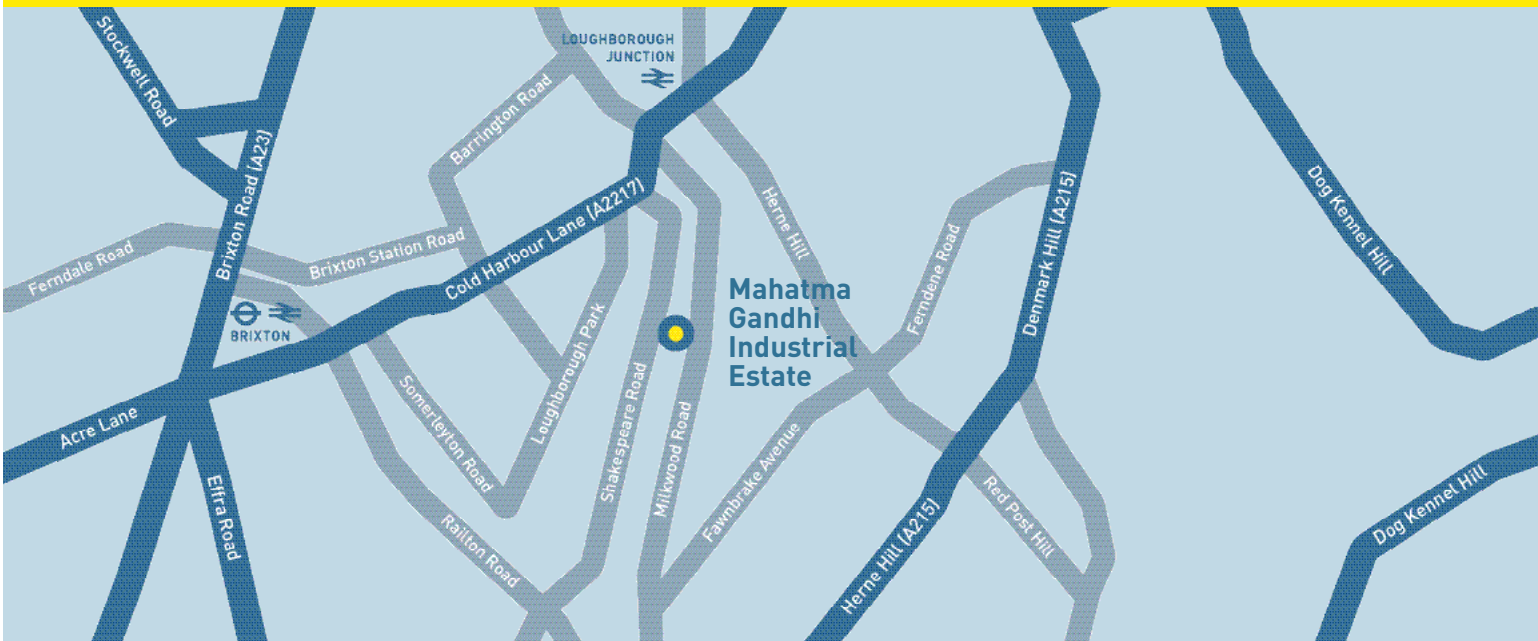 Stockwell Road
LOUGHBOROUGH
JUNCTION
Barrington Road
Brixton Road (A23)
Ferndale Road
Brixton Station Road
Cold Harbour Lane (A2217)
Herne Hill
Ferndene Road
Denmark Hill (A215)
Dog Kennel Hill
BRIXTON
Mahatma
Gandhi
Industrial
Estate
Acre Lane
Effra Road
Somerleyton Road
Loughborough Park
Shakespeare Road
Milkwood Road
Fawnbrake Avenue
Railton Road
Herne Hill (A215)
Red Post Hill
Dog Kennel Hill